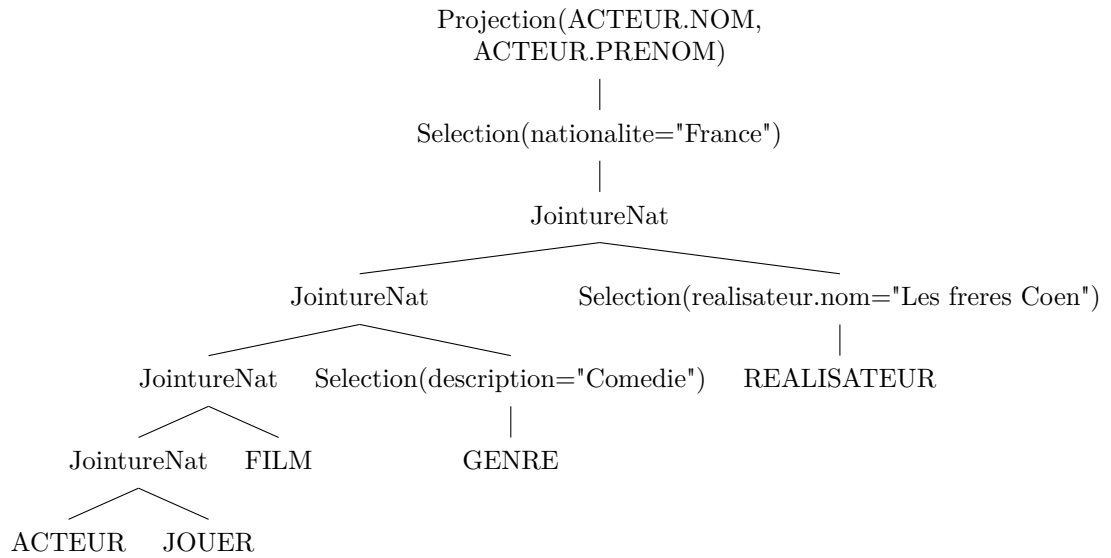 Projection(ACTEUR.NOM,
ACTEUR.PRENOM)
Selection(nationalite="France")
JointureNat
JointureNat
Selection(realisateur.nom="Les freres Coen")
JointureNat
Selection(description="Comedie")
REALISATEUR
JointureNat
FILM
GENRE
ACTEUR
JOUER